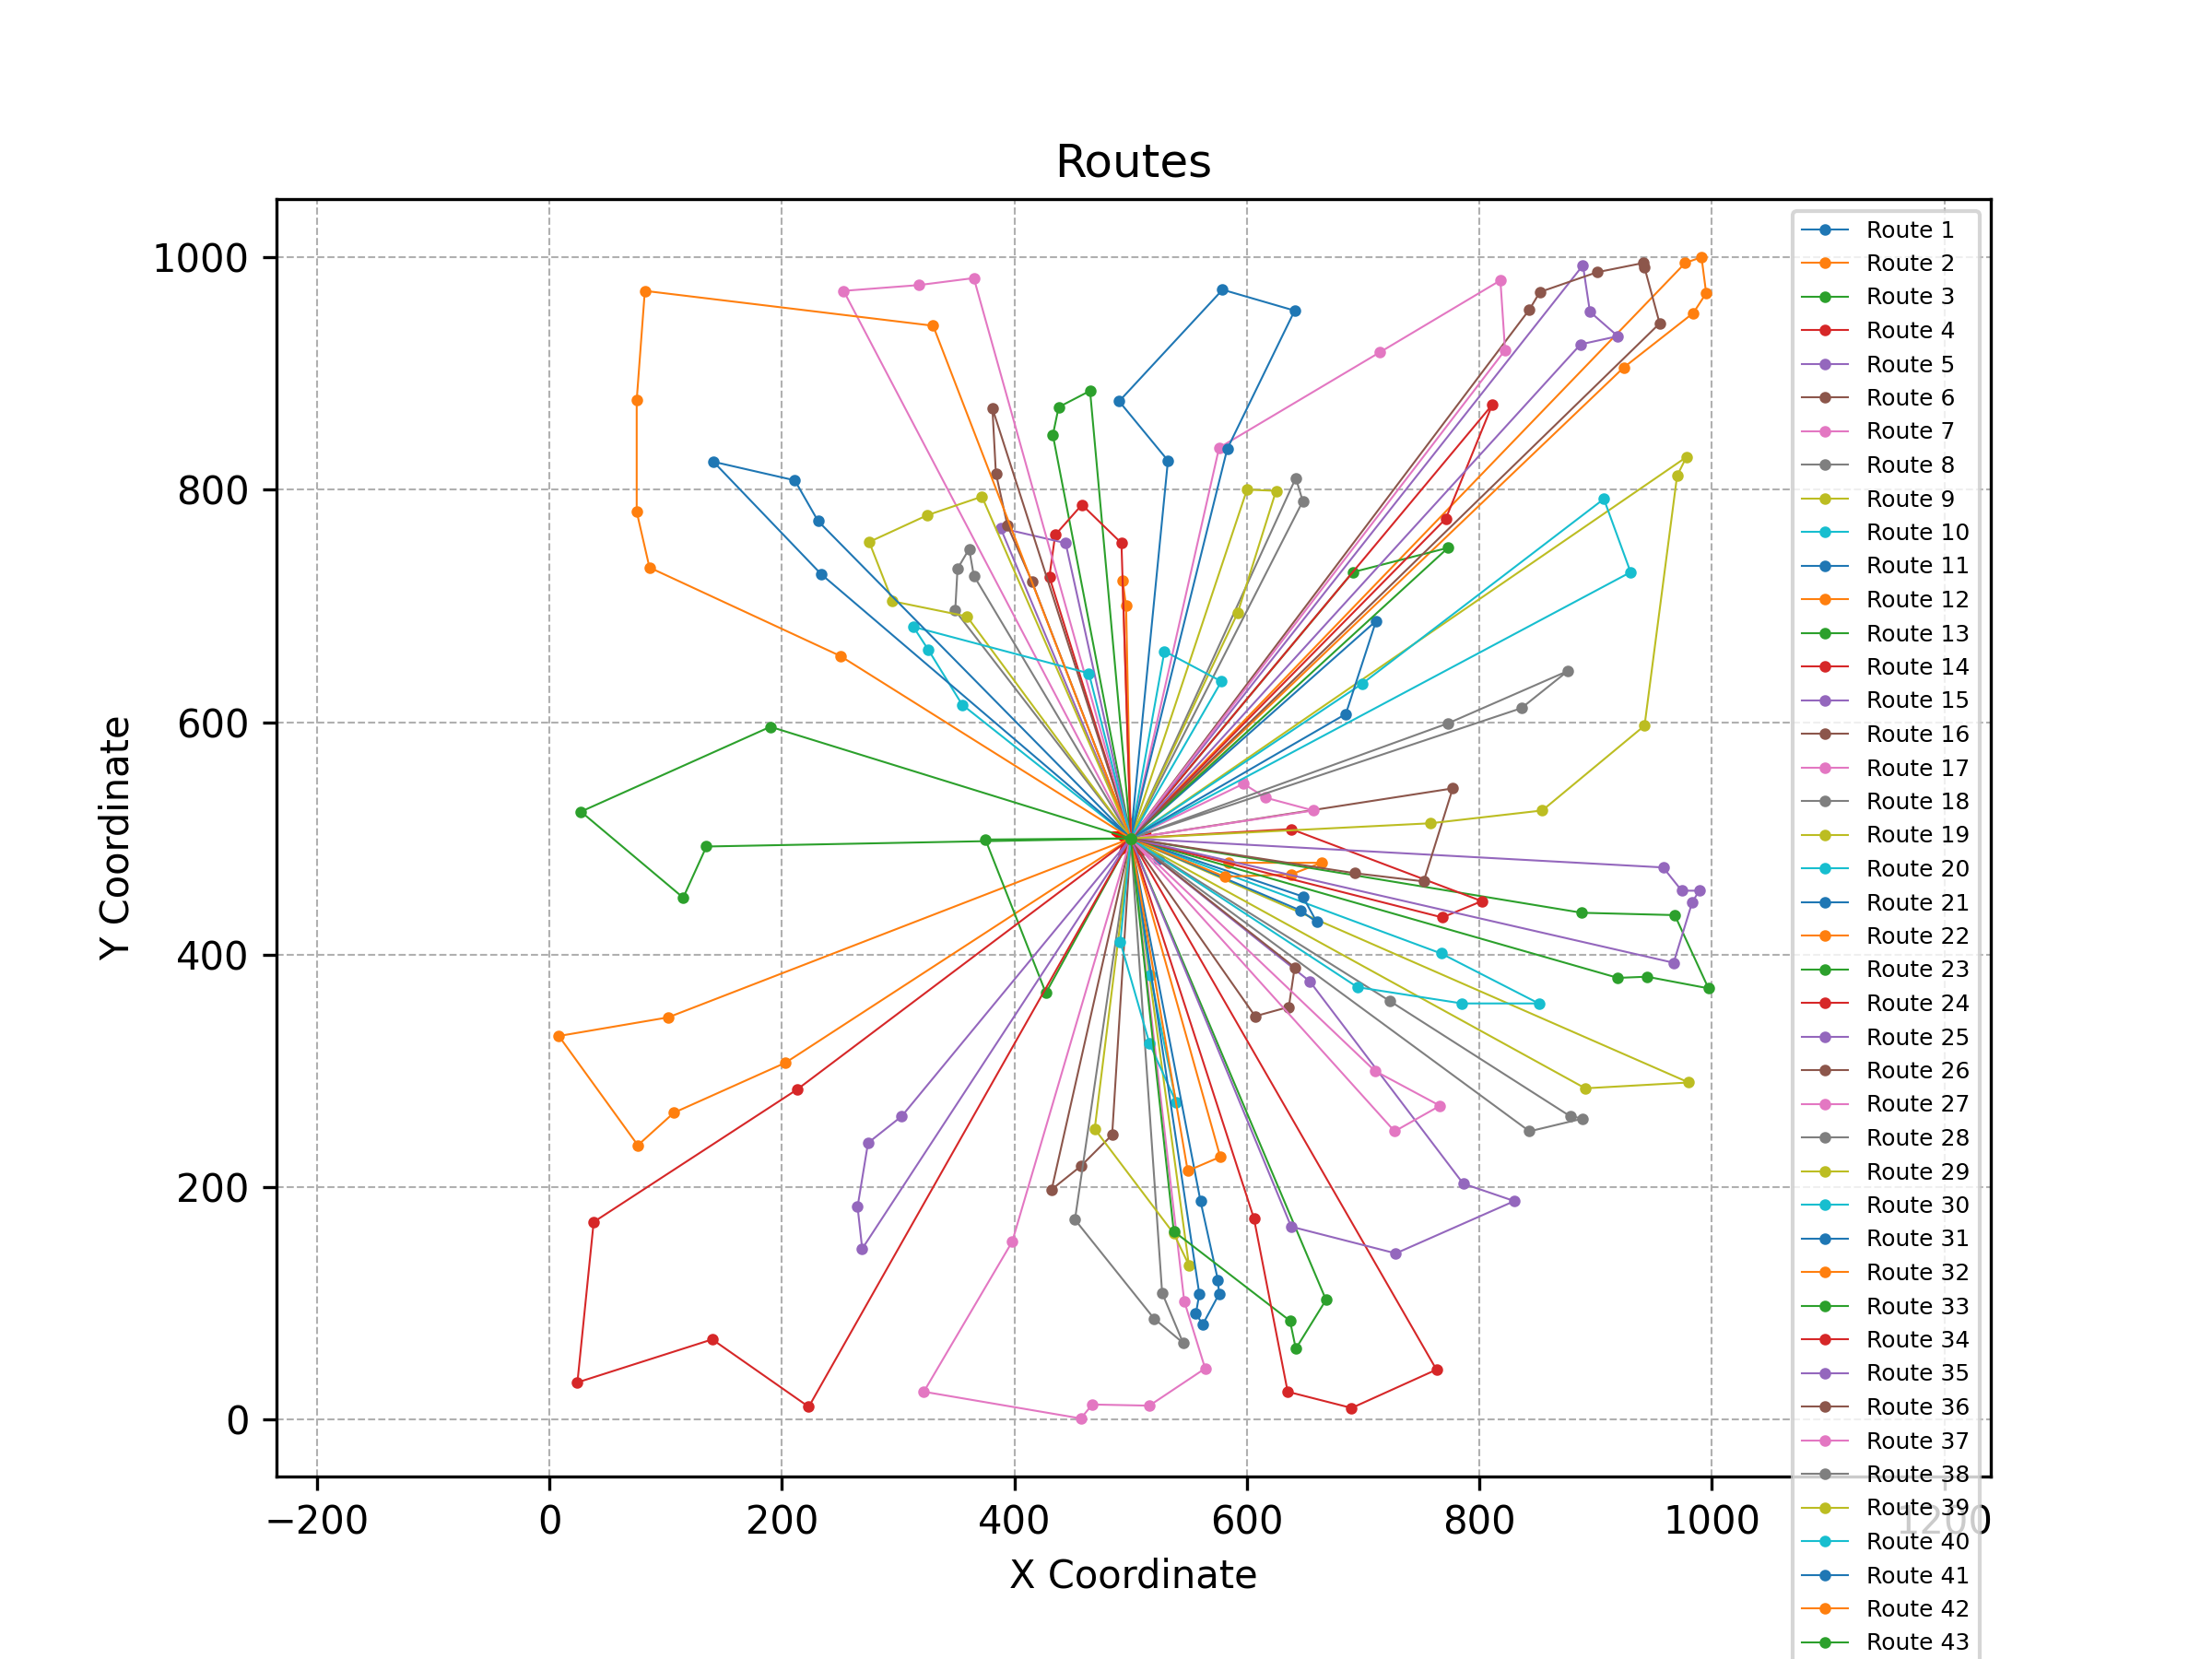 Routes
1000
800
600
400
200
0
Y Coordinate
−200
0
200
400
600
800
1000
1200
X Coordinate
Route 1
Route 2
Route 3
Route 4
Route 5
Route 6
Route 7
Route 8
Route 9
Route 10
Route 11
Route 12
Route 13
Route 14
Route 15
Route 16
Route 17
Route 18
Route 19
Route 20
Route 21
Route 22
Route 23
Route 24
Route 25
Route 26
Route 27
Route 28
Route 29
Route 30
Route 31
Route 32
Route 33
Route 34
Route 35
Route 36
Route 37
Route 38
Route 39
Route 40
Route 41
Route 42
Route 43